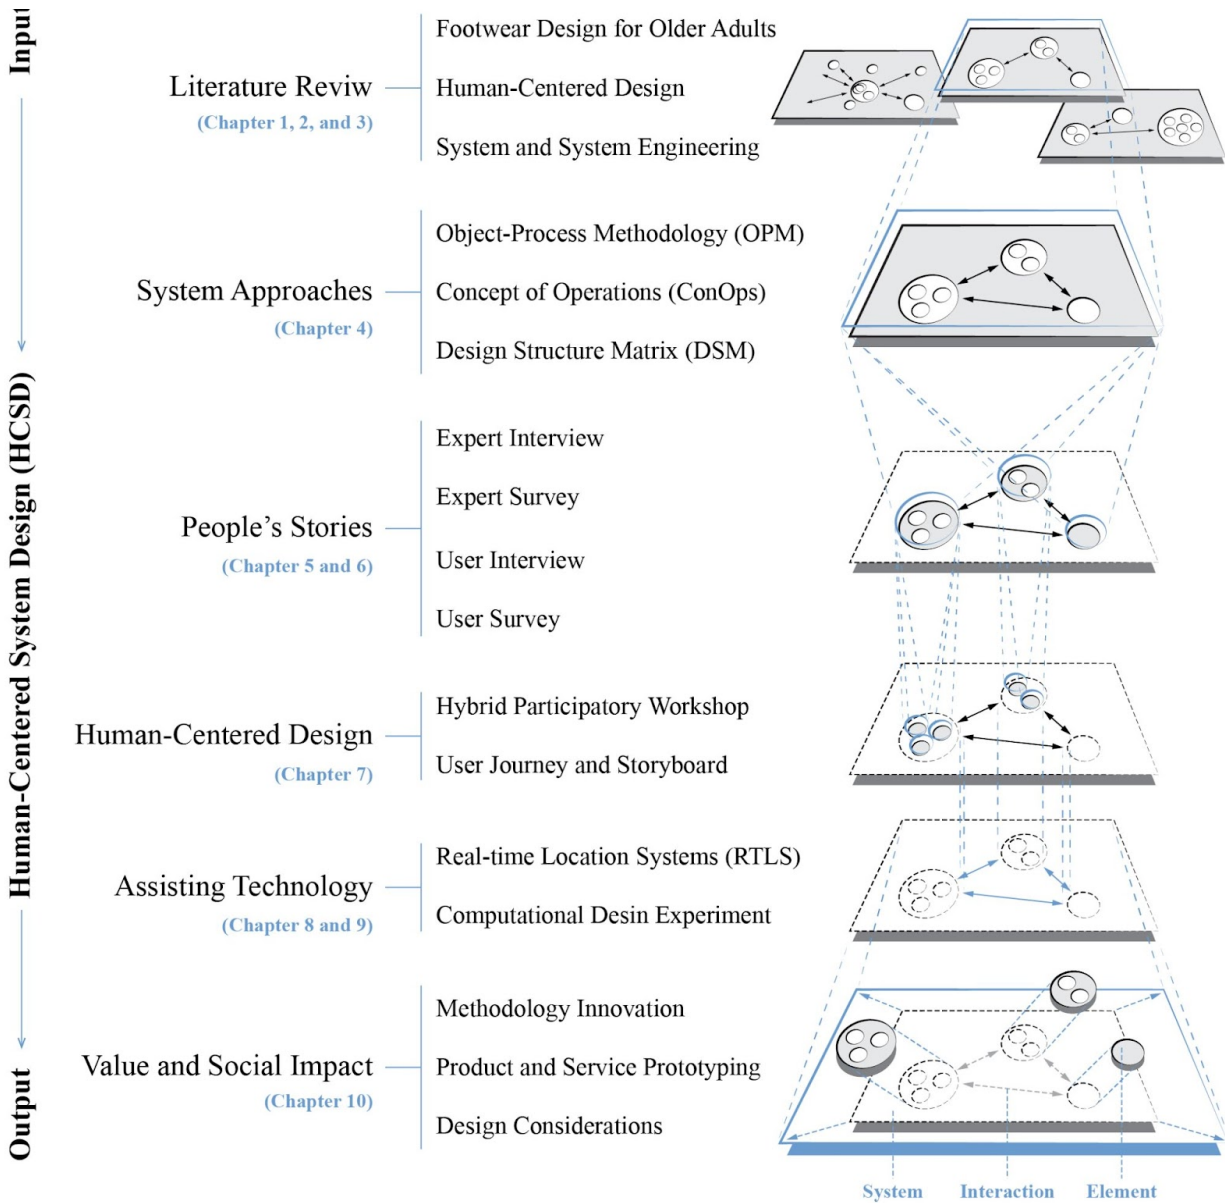 Input
Human-Centered System Design (HCSD)
Output
Literature Reviw
(Chapter 1, 2, and 3)
Footwear Design for Older Adults
Human-Centered Design
System and System Engineering
System Approaches
(Chapter 4)
Object-Process Methodology (OPM)
Concept of Operations (ConOps)
Design Structure Matrix (DSM)
People’s Stories
(Chapter 5 and 6)
Expert Interview
Expert Survey
User Interview
User Survey
Human-Centered Design
(Chapter 7)
Hybrid Participatory Workshop
User Journey and Storyboard
Assisting Technology
(Chapter 8 and 9)
Real-time Location Systems (RTLS)
Computational Desin Experiment
Value and Social Impact
(Chapter 10)
Methodology Innovation
Product and Service Prototyping
Design Considerations
System
Interaction
Element